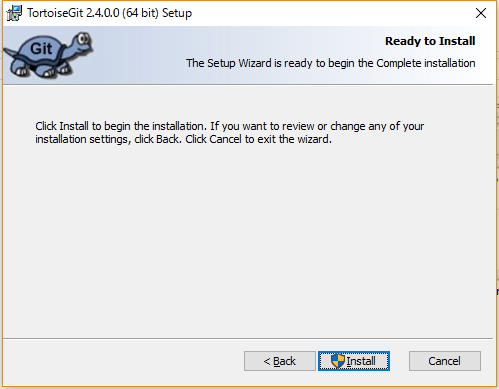 TortoiseGit 2.4.0.0 (64 bit) Setup
Git
Ready to Install
The Setup Wizard is ready to begin the Complete installation
Click Install to begin the installation. If you want to review or change any of your
installation settings, click Back. Click Cancel to exit the wizard.
< Back
Install
Cancel